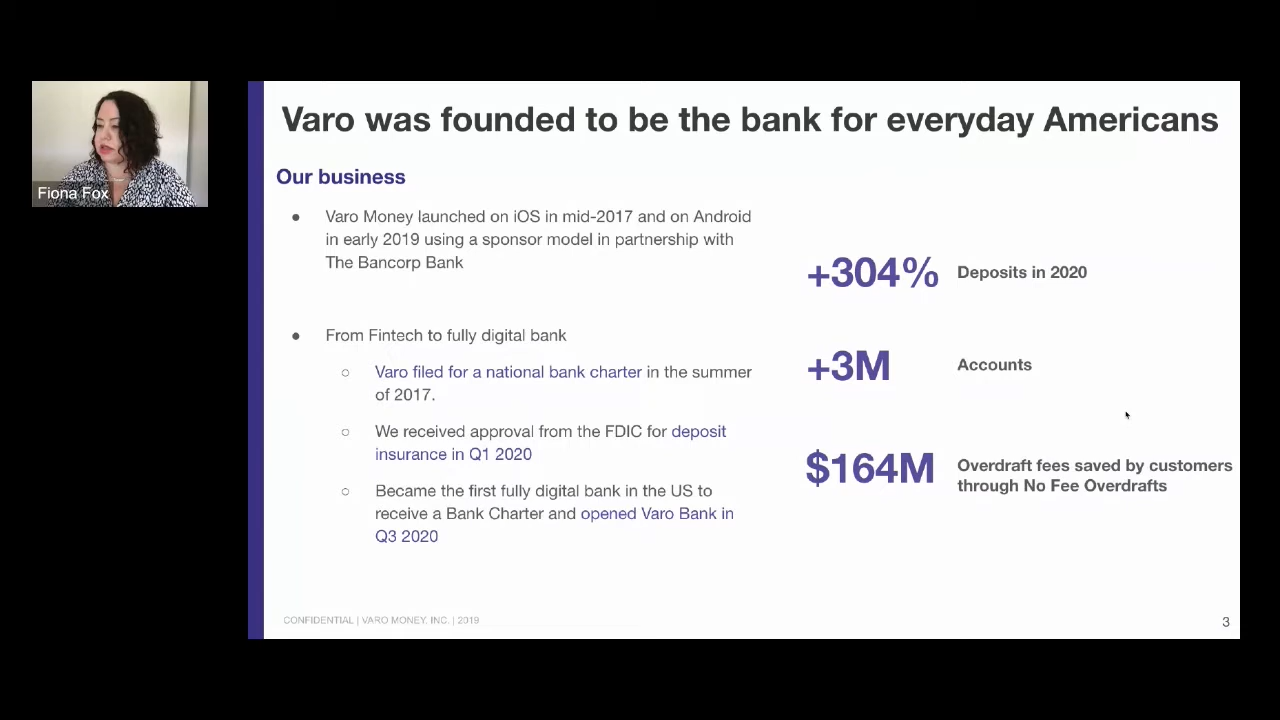 Fiona Fox
Varo was founded to be the bank for everyday Americans
Our business
● Varo Money launched on iOS in mid-2017 and on Android
in early 2019 using a sponsor model in partnership with
The Bancorp Bank
● From Fintech to fully digital bank
○ Varo filed for a national bank charter in the summer
of 2017.
○ We received approval from the FDIC for deposit
insurance in Q1 2020
○ Became the first fully digital bank in the US to
receive a Bank Charter and opened Varo Bank in
Q3 2020
+304% Deposits in 2020
+3M Accounts
$164M Overdraft fees saved by customers
through No Fee Overdrafts
CONFIDENTIAL | VARO MONEY, INC. | 2019
3